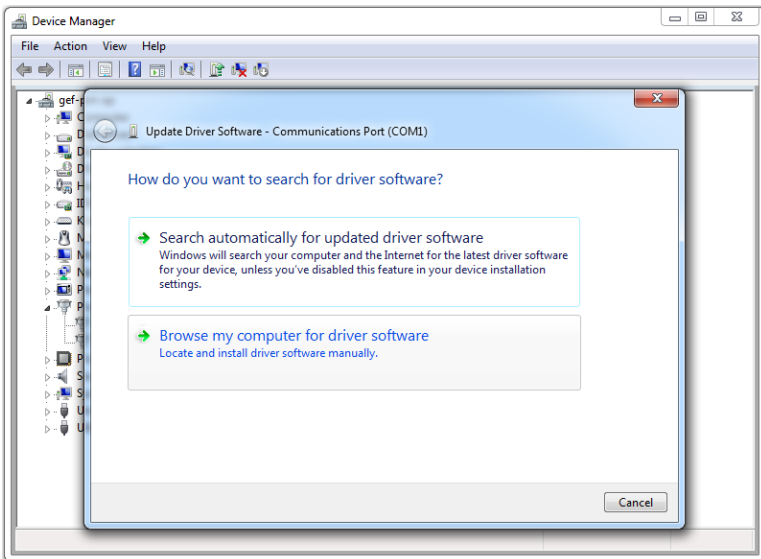 Device Manager
File Action View Help
gef-p
Update Driver Software - Communications Port (COM1)
How do you want to search for driver software?
Search automatically for updated driver software
Windows will search your computer and the Internet for the latest driver software
for your device, unless you've disabled this feature in your device installation
settings.
Browse my computer for driver software
Locate and install driver software manually.
Cancel